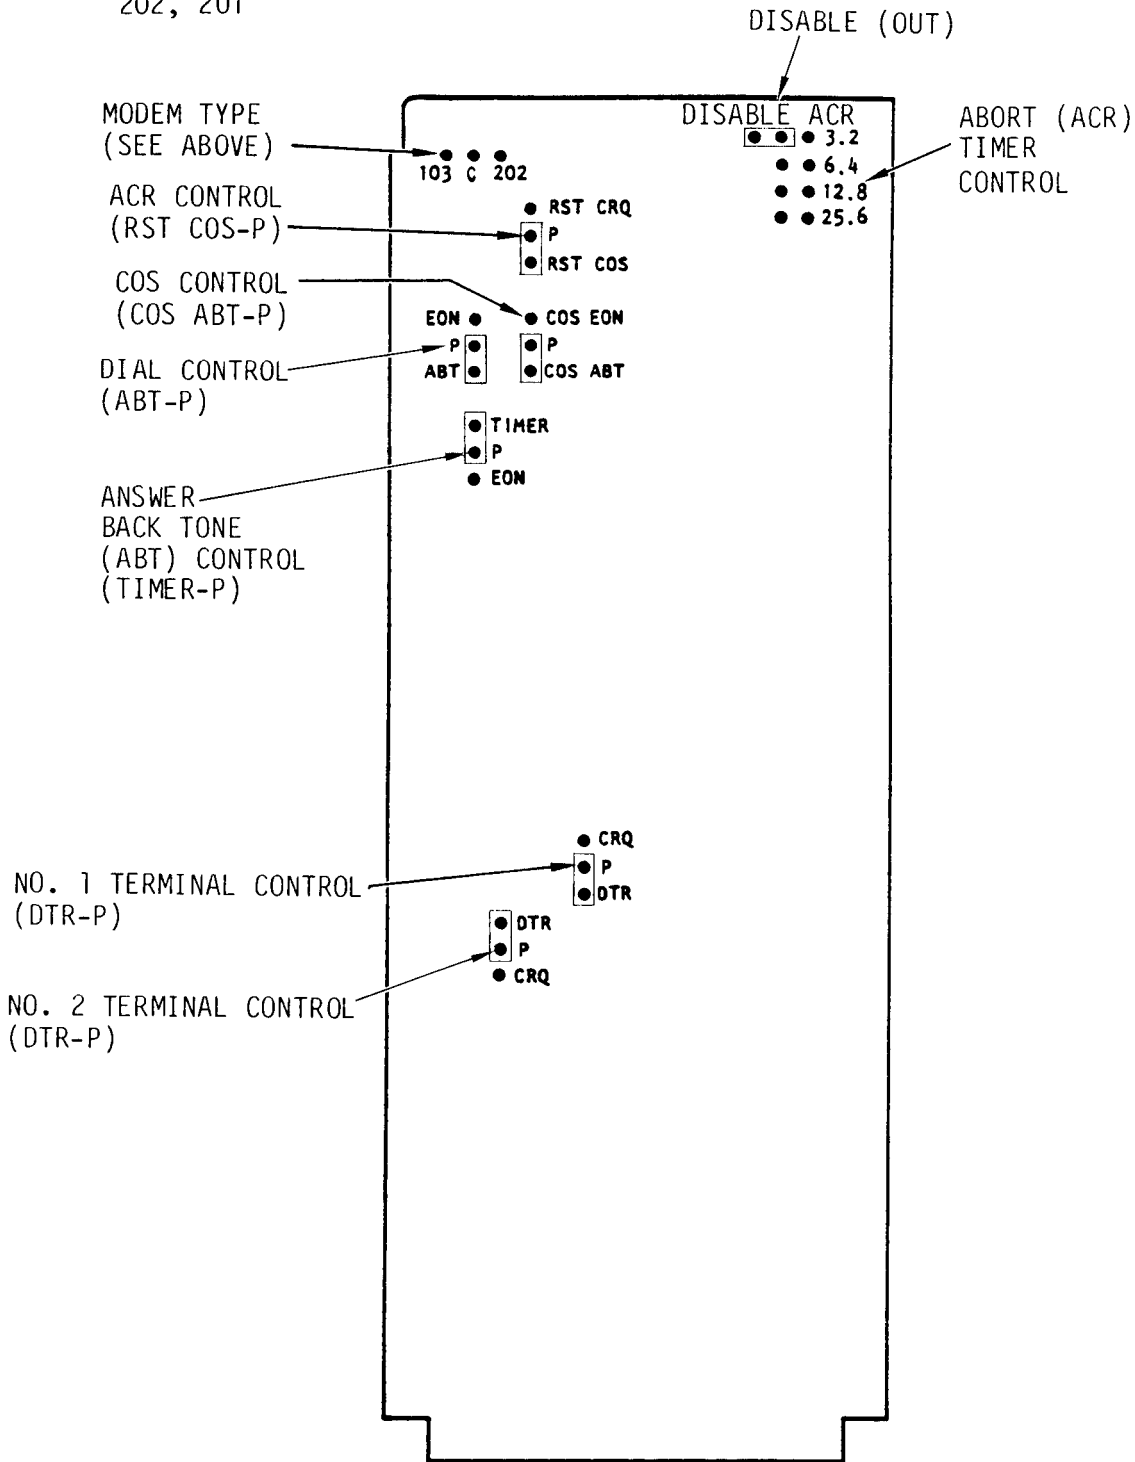 202, 201
DISABLE (OUT)
MODEM TYPE
(SEE ABOVE)
DISABLE ACR
3.2
6.4
12.8
25.6
ABORT (ACR)
TIMER
CONTROL
103 C 202
ACR CONTROL
(RST COS-P)
RST CRQ
P
RST COS
COS CONTROL
(COS ABT-P)
EON
P
ABT
COS EON
P
COS ABT
DIAL CONTROL
(ABT-P)
TIMER
P
EON
ANSWER
BACK TONE
(ABT) CONTROL
(TIMER-P)
CRQ
P
DTR
NO. 1 TERMINAL CONTROL
(DTR-P)
DTR
P
CRQ
NO. 2 TERMINAL CONTROL
(DTR-P)